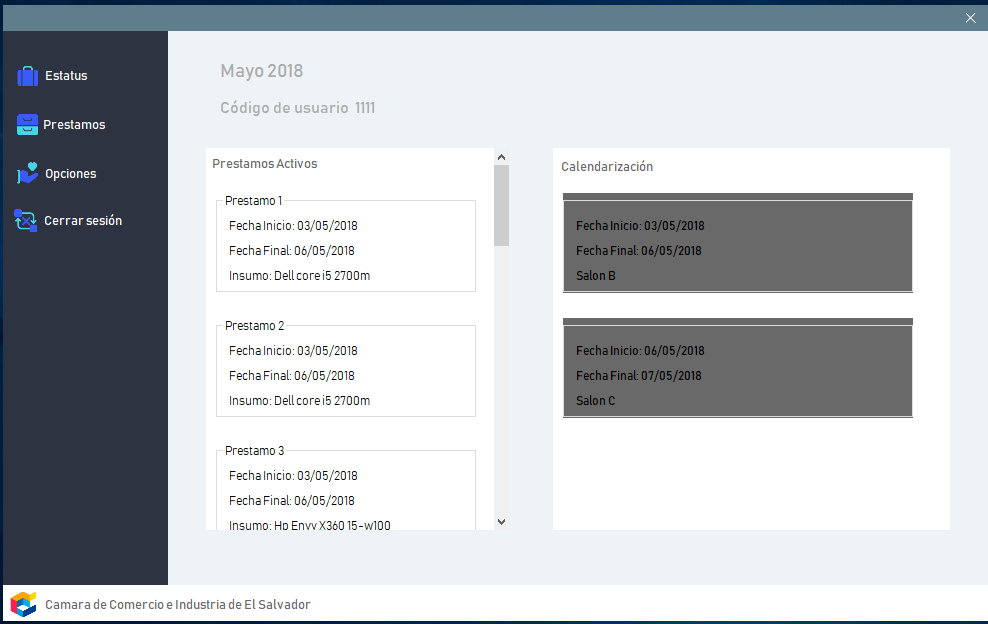 Estatus
Prestamos
Opciones
Cerrar sesión
Mayo 2018
Código de usuario 1111
Prestamos Activos
Prestamo 1
Fecha Inicio: 03/05/2018
Fecha Final: 06/05/2018
Insumo: Dell core i5 2700m
Prestamo 2
Fecha Inicio: 03/05/2018
Fecha Final: 06/05/2018
Insumo: Dell core i5 2700m
Prestamo 3
Fecha Inicio: 03/05/2018
Fecha Final: 06/05/2018
Insumo: Hp Envy X360 15-w100
Calendarización
Fecha Inicio: 03/05/2018
Fecha Final: 06/05/2018
Salon B
Fecha Inicio: 06/05/2018
Fecha Final: 07/05/2018
Salon C
Camara de Comercio e Industria de El Salvador